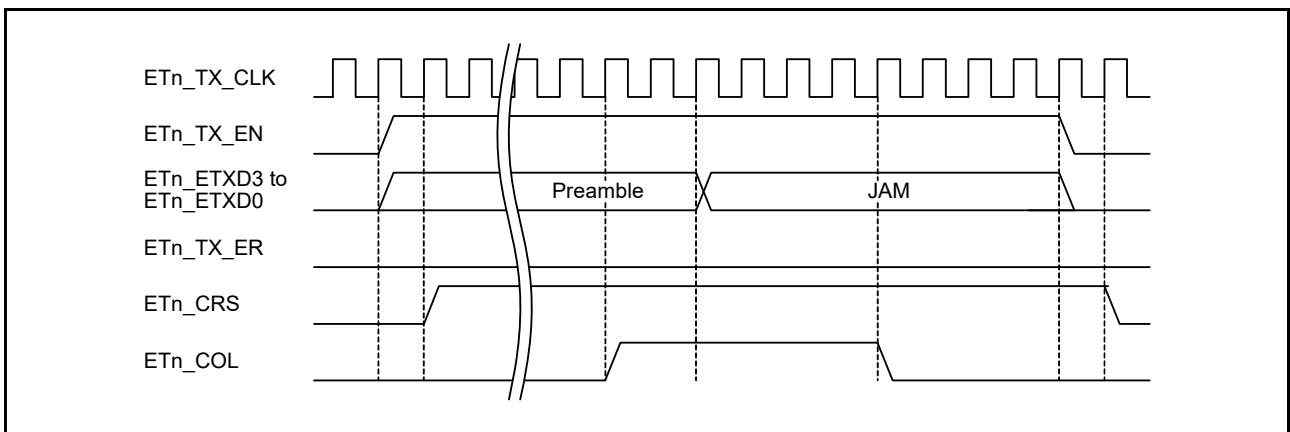 ETn_TX_CLK
ETn_TX_EN
ETn_ETXD3 to
ETn_ETXD0
Preamble
JAM
ETn_TX_ER
ETn_CRS
ETn_COL